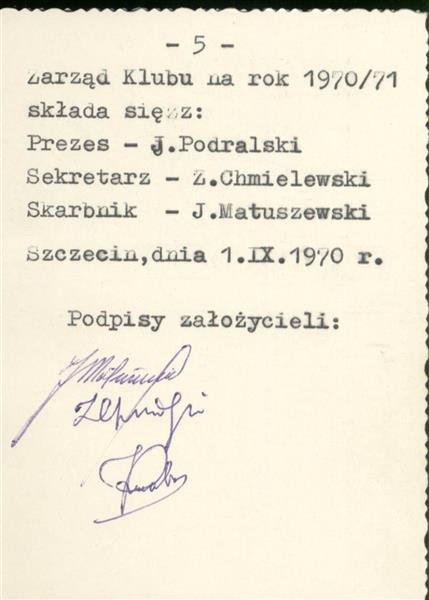 - 5 -
Zarząd Klubu na rok 1970/71
składa sięzz:
Prezes - J.Podralski
Sekretarz - Z.Chmielewski
Skarbnik - J.Matuszewski
Szczecin,dnia 1.IX.1970 r.
Podpisy założycieli: